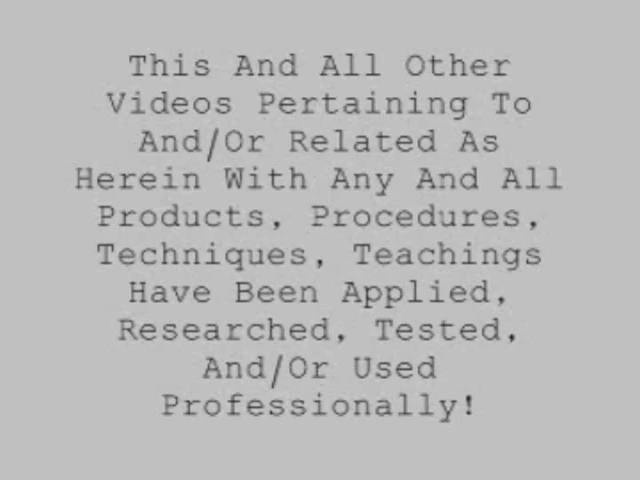 This And All Other
Videos Pertaining To
And/Or Related As
Herein With Any And All
Products, Procedures,
Techniques, Teachings
Have Been Applied,
Researched, Tested,
And/Or Used
Professionally!